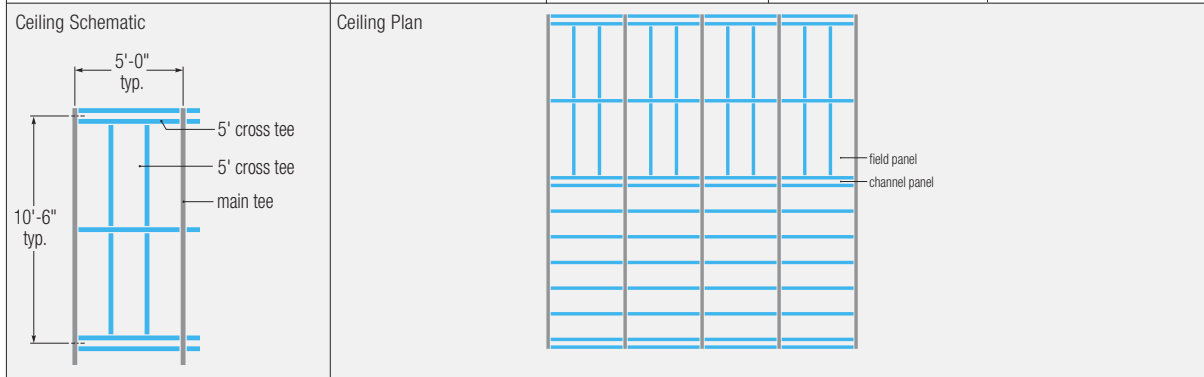 Ceiling Schematic
5'-0"
typ.
5' cross tee
5' cross tee
main tee
10'-6"
typ.
Ceiling Plan
field panel
channel panel